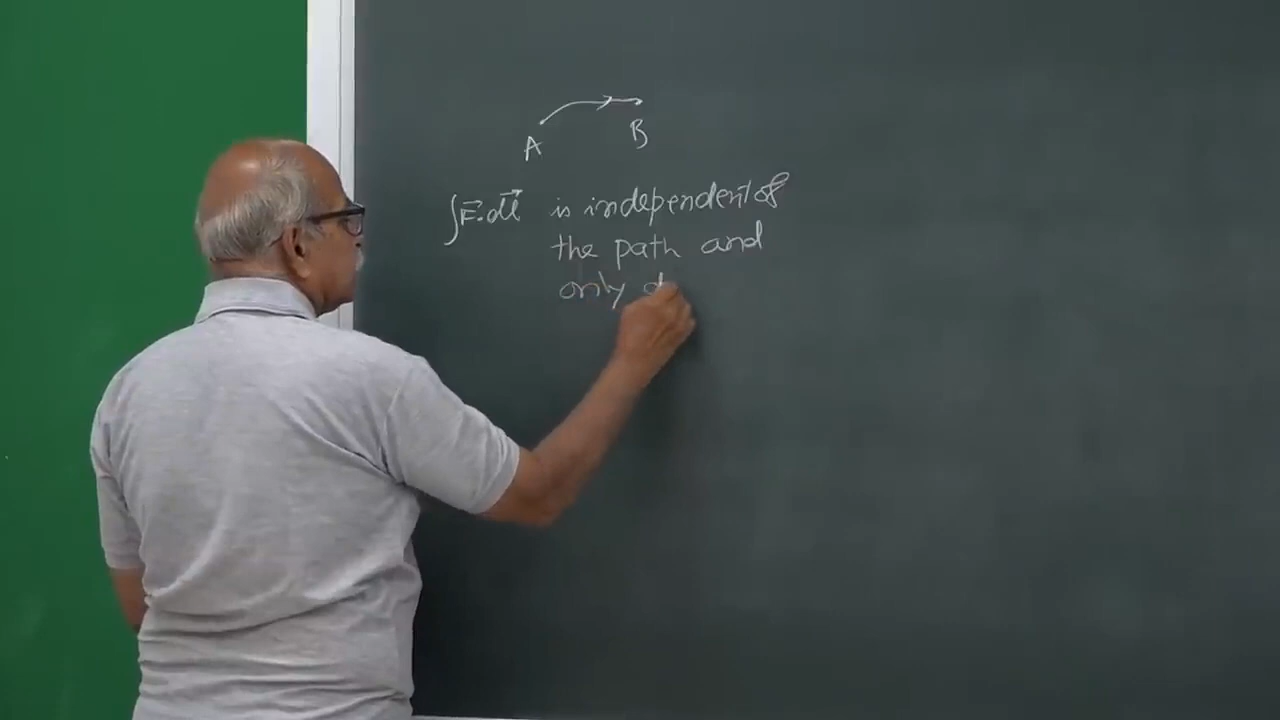 A B
∫F⃗·dl⃗ is independent of
the path and
only d